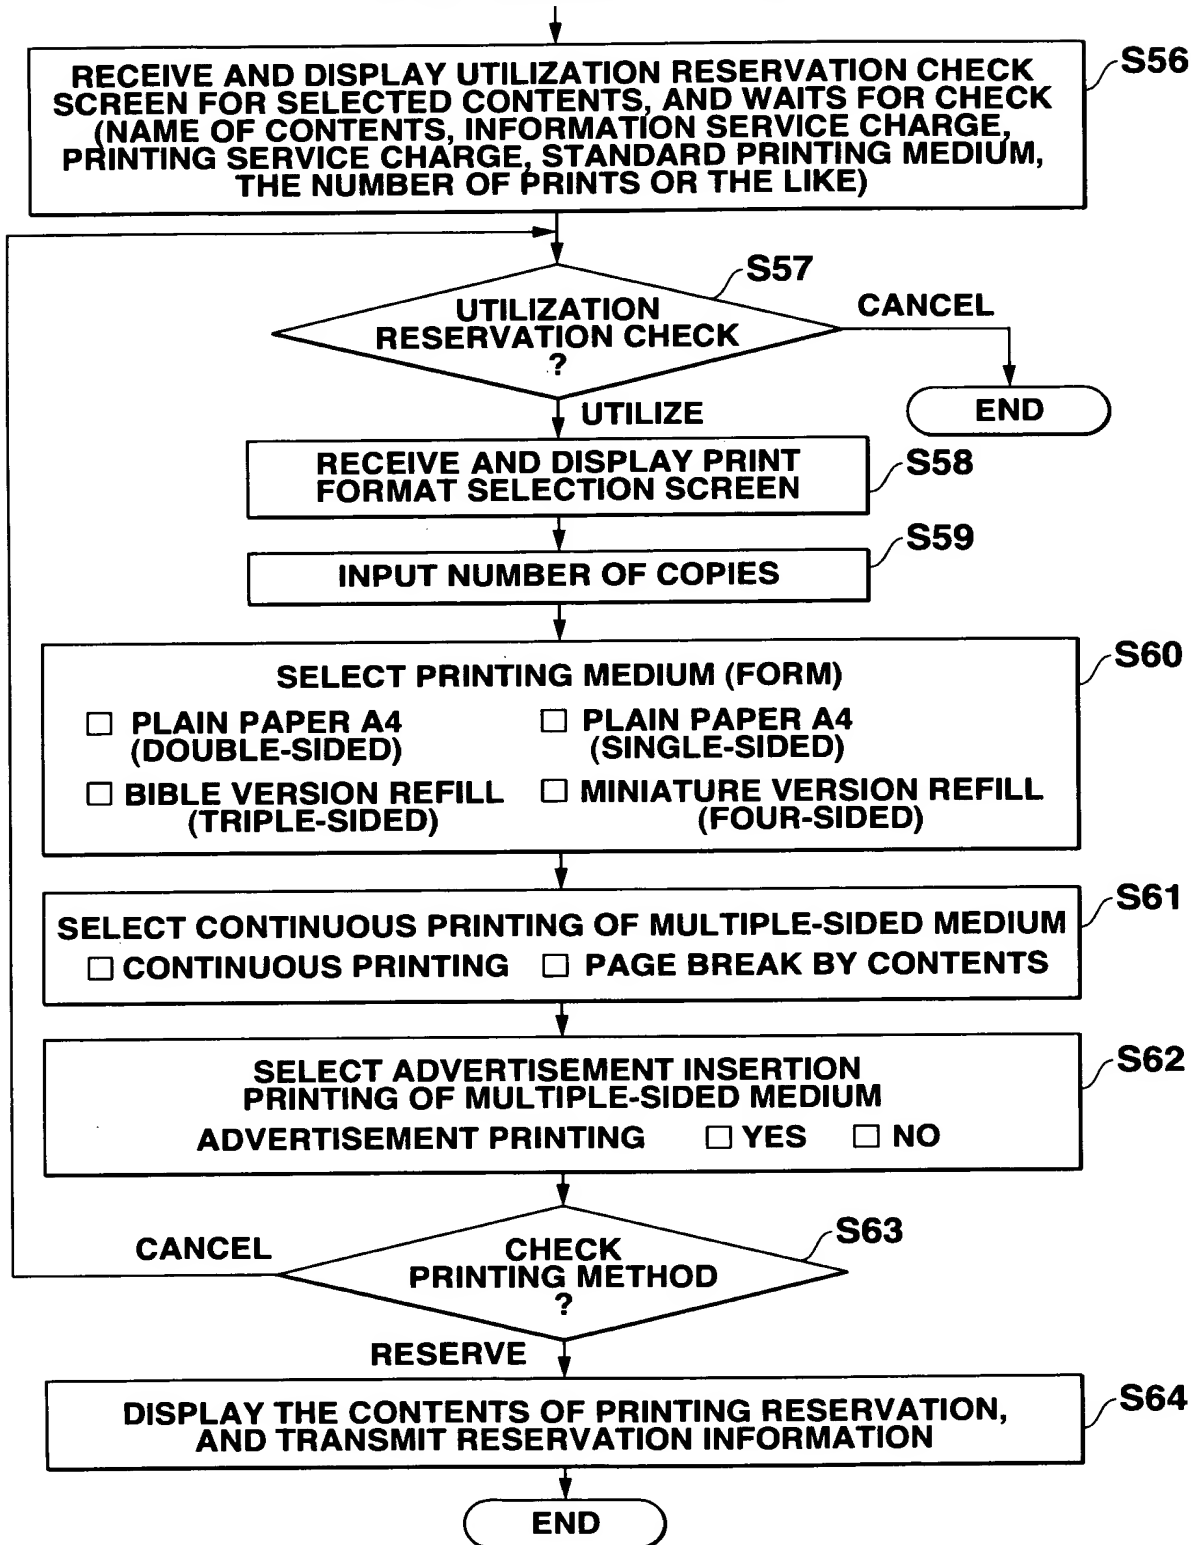 RECEIVE AND DISPLAY UTILIZATION RESERVATION CHECK
SCREEN FOR SELECTED CONTENTS, AND WAITS FOR CHECK
(NAME OF CONTENTS, INFORMATION SERVICE CHARGE,
PRINTING SERVICE CHARGE, STANDARD PRINTING MEDIUM,
THE NUMBER OF PRINTS OR THE LIKE)
S56
S57
UTILIZATION
RESERVATION CHECK
?
CANCEL
END
UTILIZE
RECEIVE AND DISPLAY PRINT
FORMAT SELECTION SCREEN
S58
S59
INPUT NUMBER OF COPIES
S60
SELECT PRINTING MEDIUM (FORM)
□ PLAIN PAPER A4 □ PLAIN PAPER A4
(DOUBLE-SIDED) (SINGLE-SIDED)
□ BIBLE VERSION REFILL □ MINIATURE VERSION REFILL
(TRIPLE-SIDED) (FOUR-SIDED)
S61
SELECT CONTINUOUS PRINTING OF MULTIPLE-SIDED MEDIUM
□ CONTINUOUS PRINTING □ PAGE BREAK BY CONTENTS
S62
SELECT ADVERTISEMENT INSERTION
PRINTING OF MULTIPLE-SIDED MEDIUM
ADVERTISEMENT PRINTING □ YES □ NO
S63
CANCEL
CHECK
PRINTING METHOD
?
RESERVE
S64
DISPLAY THE CONTENTS OF PRINTING RESERVATION,
AND TRANSMIT RESERVATION INFORMATION
END